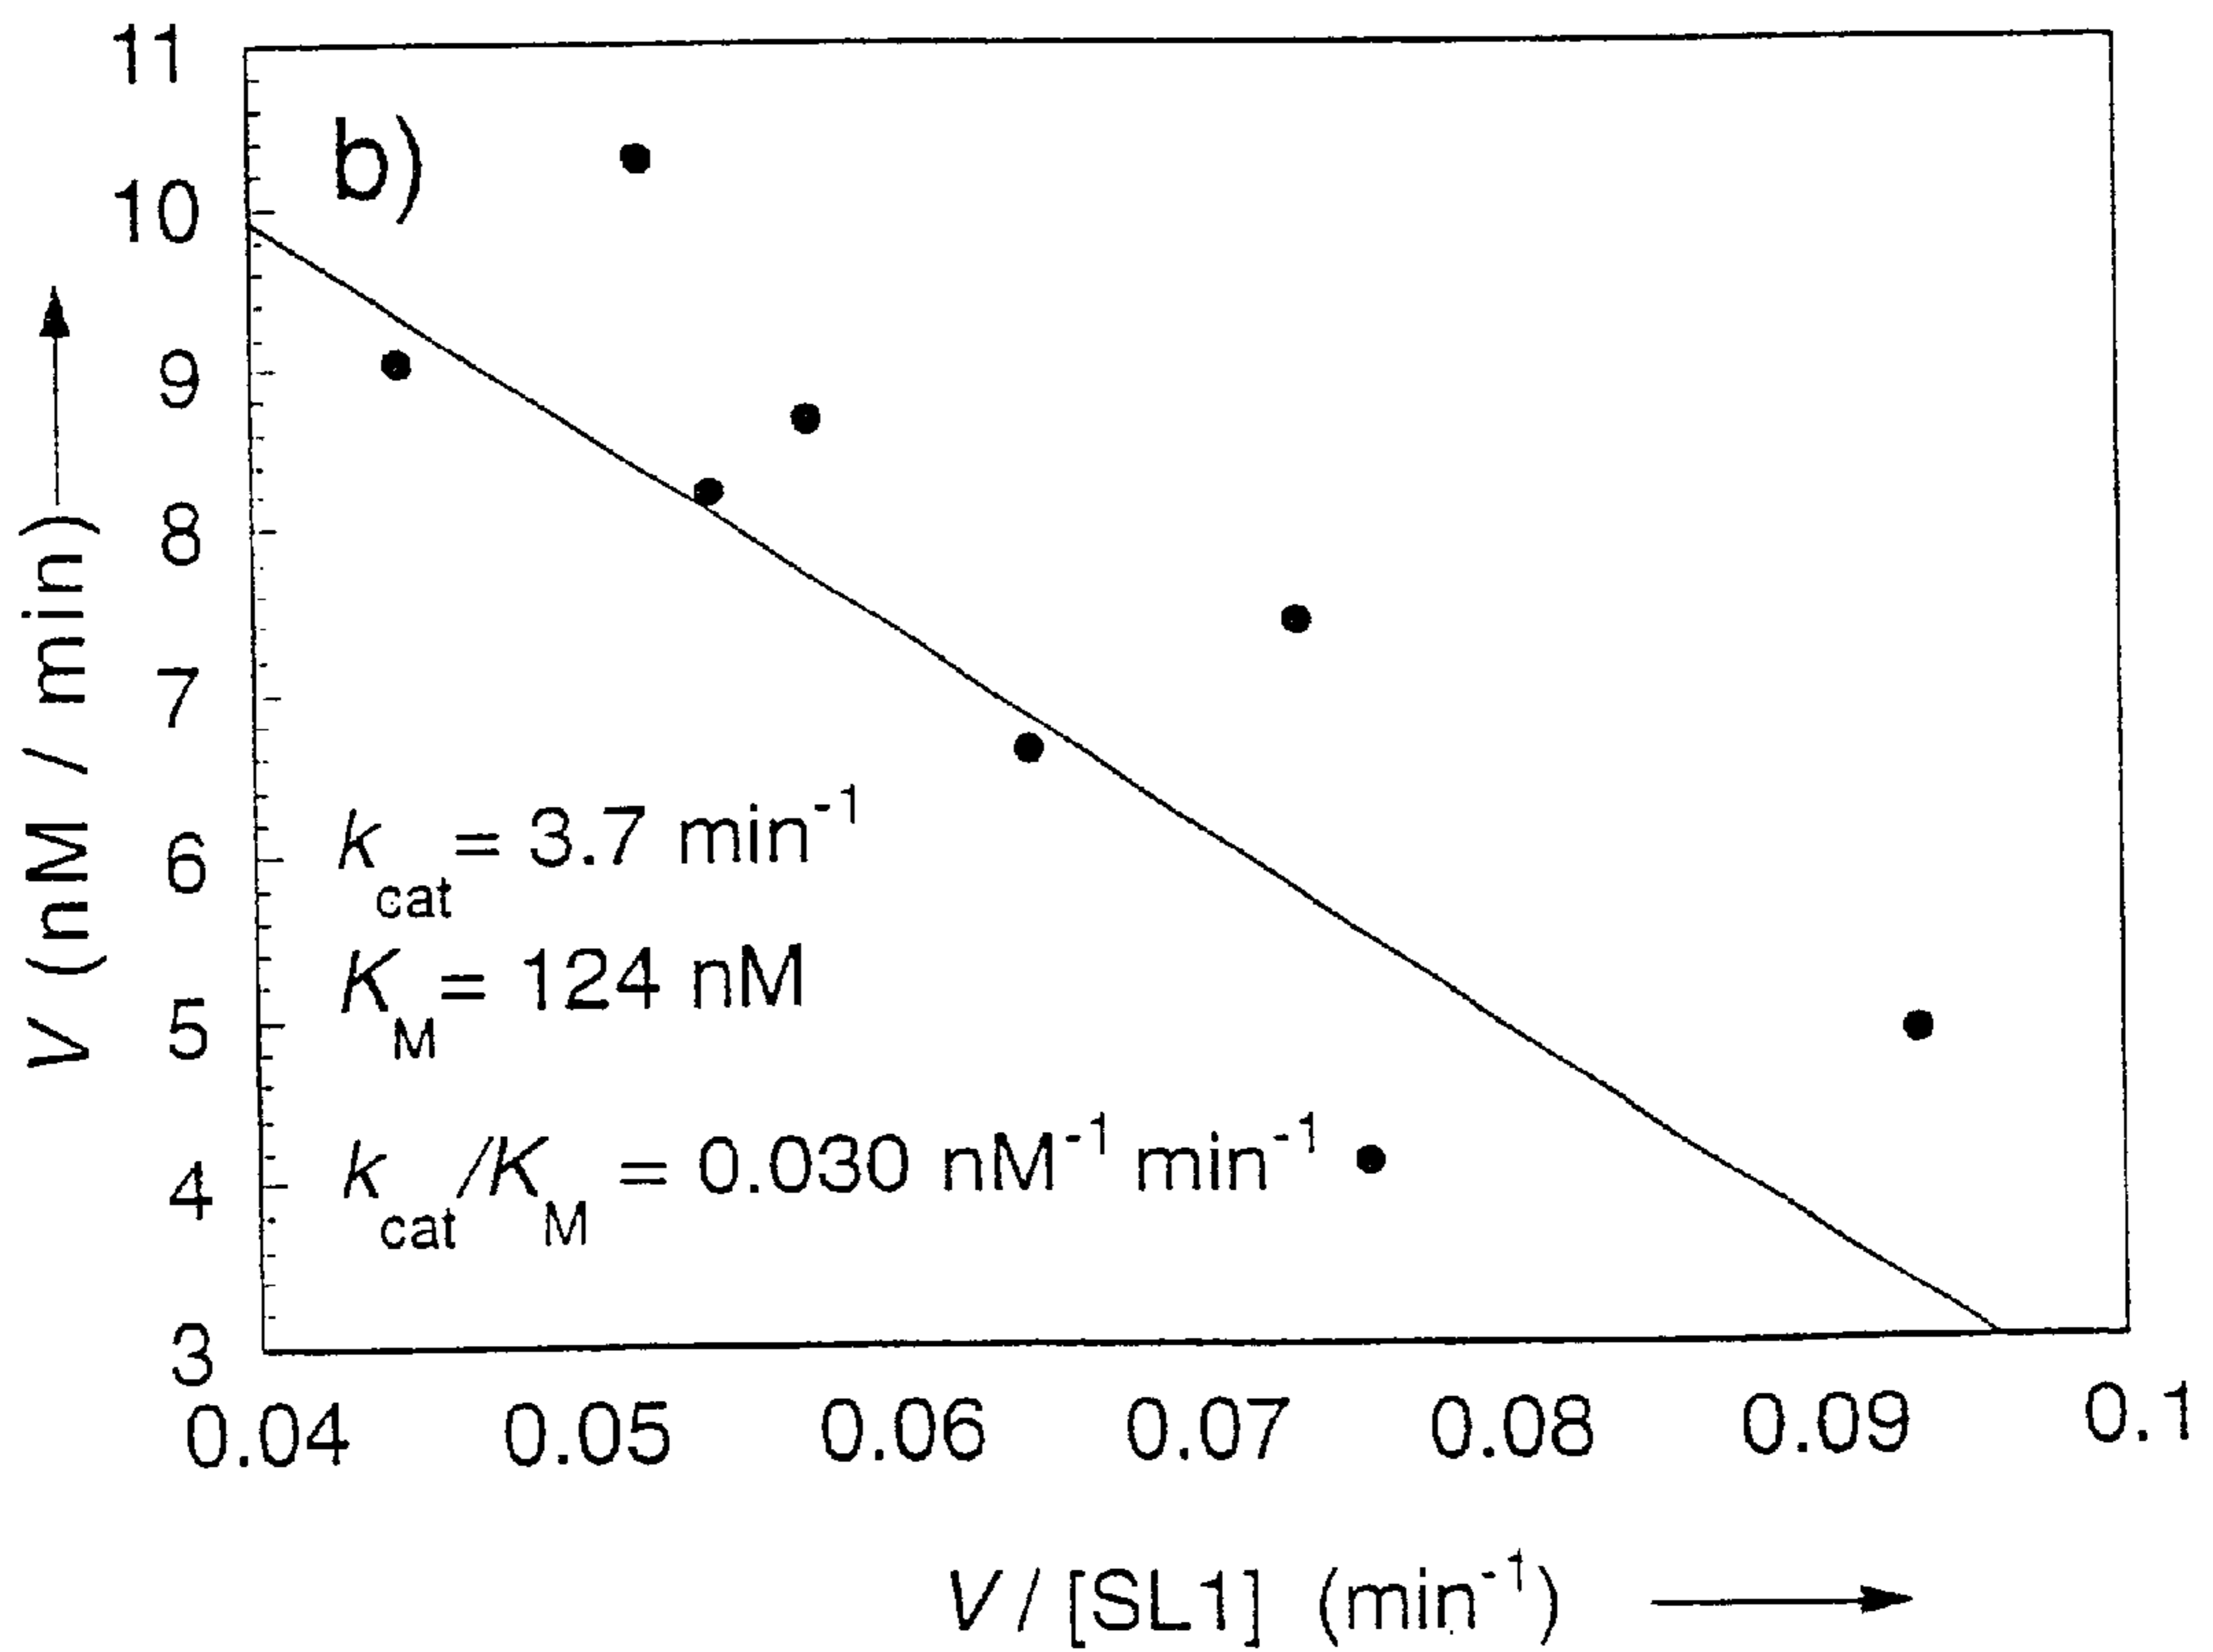 11
b)
10
9
8
7
6
5
4
3
V (nM / min)
k_cat = 3.7 min⁻¹
K_M = 124 nM
k_cat/K_M = 0.030 nM⁻¹ min⁻¹
0.04 0.05 0.06 0.07 0.08 0.09 0.1
V / [SL1] (min⁻¹)